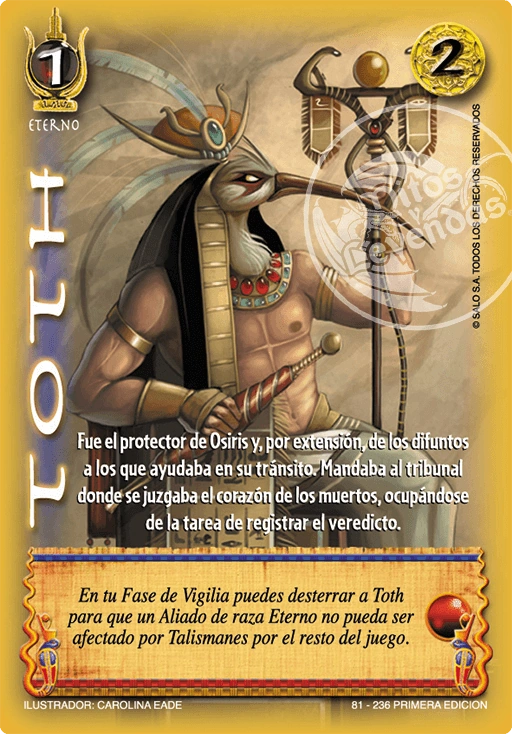 1
2
ETERNO
TOTH
© SALO S.A. TODOS LOS DERECHOS RESERVADOS
Mitos y Leyendas
Fue el protector de Osiris y, por extensión, de los difuntos
a los que ayudaba en su tránsito. Mandaba al tribunal
donde se juzgaba el corazón de los muertos, ocupándose
de la tarea de registrar el veredicto.
En tu Fase de Vigilia puedes desterrar a Toth
para que un Aliado de raza Eterno no pueda ser
afectado por Talismanes por el resto del juego.
ILUSTRADOR: CAROLINA EADE
81 - 236 PRIMERA EDICION